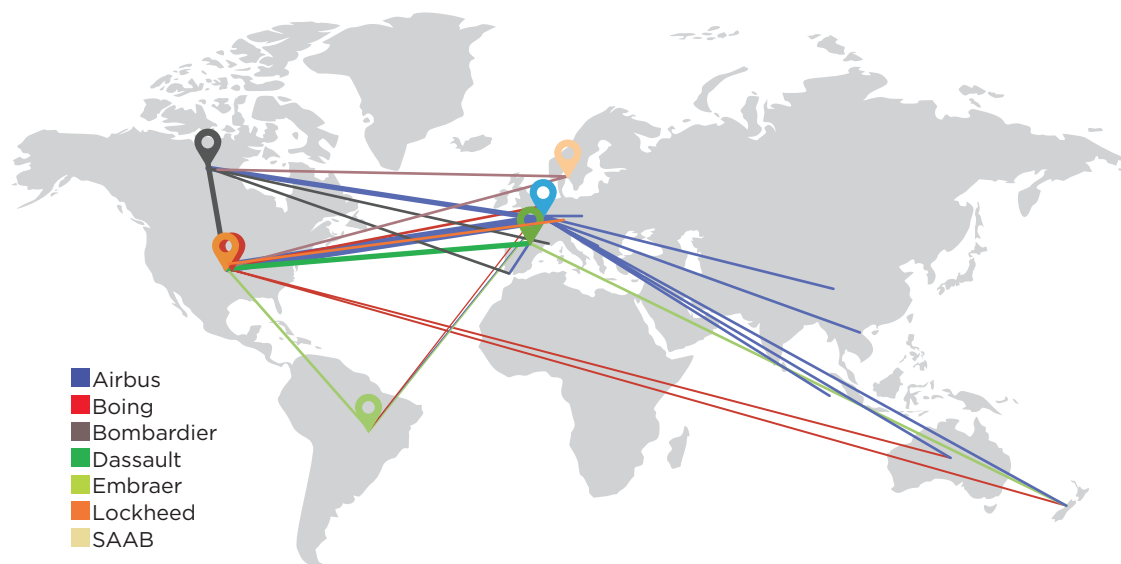 Airbus
Boing
Bombardier
Dassault
Embraer
Lockheed
SAAB